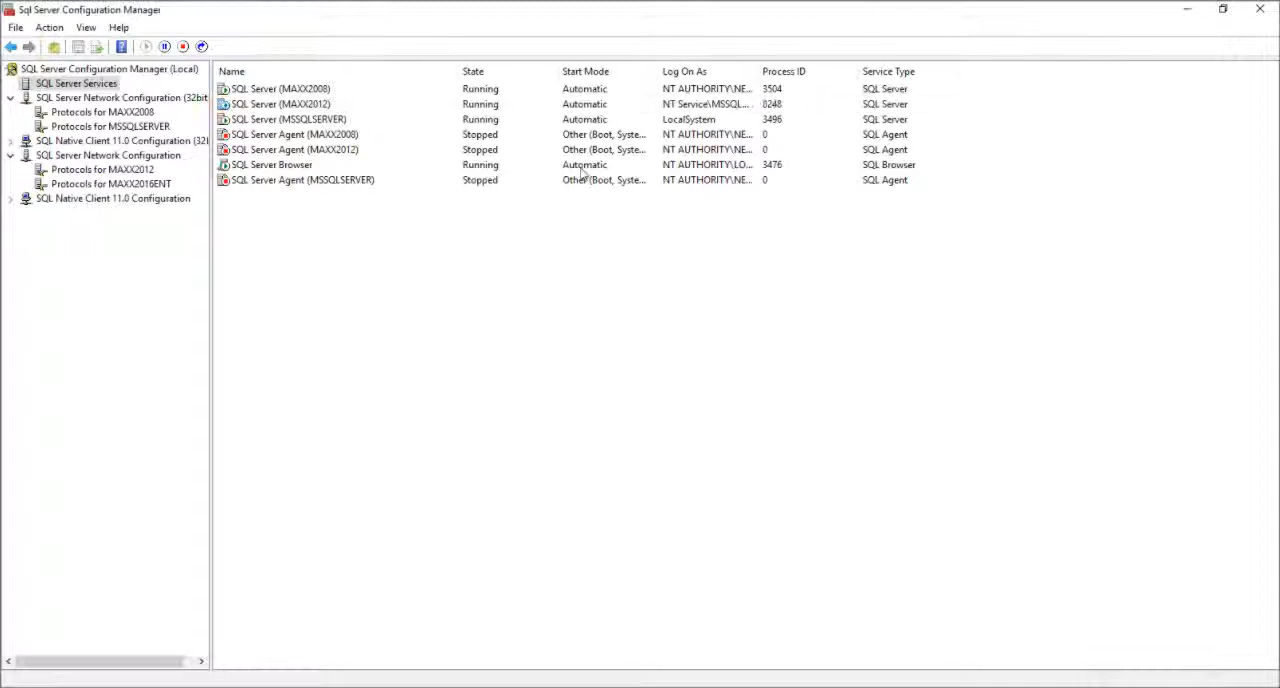 Sql Server Configuration Manager
File Action View Help
SQL Server Configuration Manager (Local)
SQL Server Services
SQL Server Network Configuration (32bit
Protocols for MAXX2008
Protocols for MSSQLSERVER
SQL Native Client 11.0 Configuration (32l
SQL Server Network Configuration
Protocols for MAXX2012
Protocols for MAXX2016ENT
SQL Native Client 11.0 Configuration
Name State Start Mode Log On As Process ID Service Type
SQL Server (MAXX2008) Running Automatic NT AUTHORITY\NE... 3504 SQL Server
SQL Server (MAXX2012) Running Automatic NT Service\MSSQL... 8248 SQL Server
SQL Server (MSSQLSERVER) Running Automatic LocalSystem 3496 SQL Server
SQL Server Agent (MAXX2008) Stopped Other (Boot, Syste... NT AUTHORITY\NE... 0 SQL Agent
SQL Server Agent (MAXX2012) Stopped Other (Boot, Syste... NT AUTHORITY\NE... 0 SQL Agent
SQL Server Browser Running Automatic NT AUTHORITY\LO... 3476 SQL Browser
SQL Server Agent (MSSQLSERVER) Stopped Other (Boot, Syste... NT AUTHORITY\NE... 0 SQL Agent